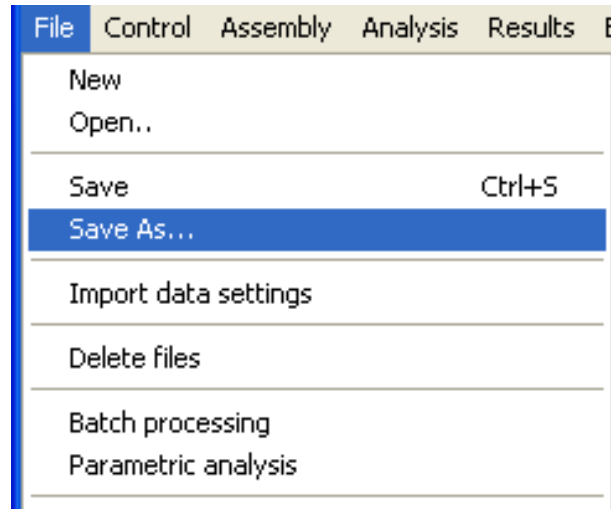 File Control Assembly Analysis Results
New
Open..
Save Ctrl+S
Save As...
Import data settings
Delete files
Batch processing
Parametric analysis